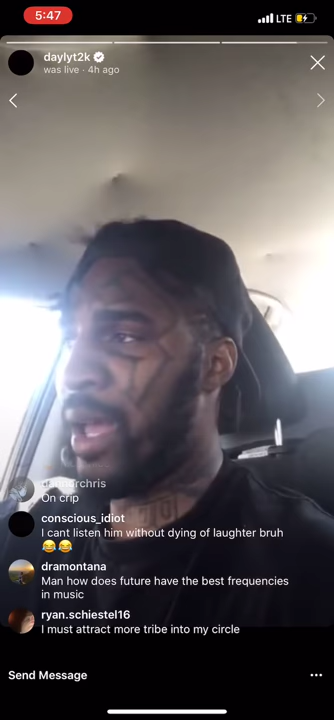 5:47
LTE
daylyt2k
was live · 4h ago
On crip
conscious_idiot
I cant listen him without dying of laughter bruh
😂😂
dramontana
Man how does future have the best frequencies
in music
ryan.schiestel16
I must attract more tribe into my circle
Send Message